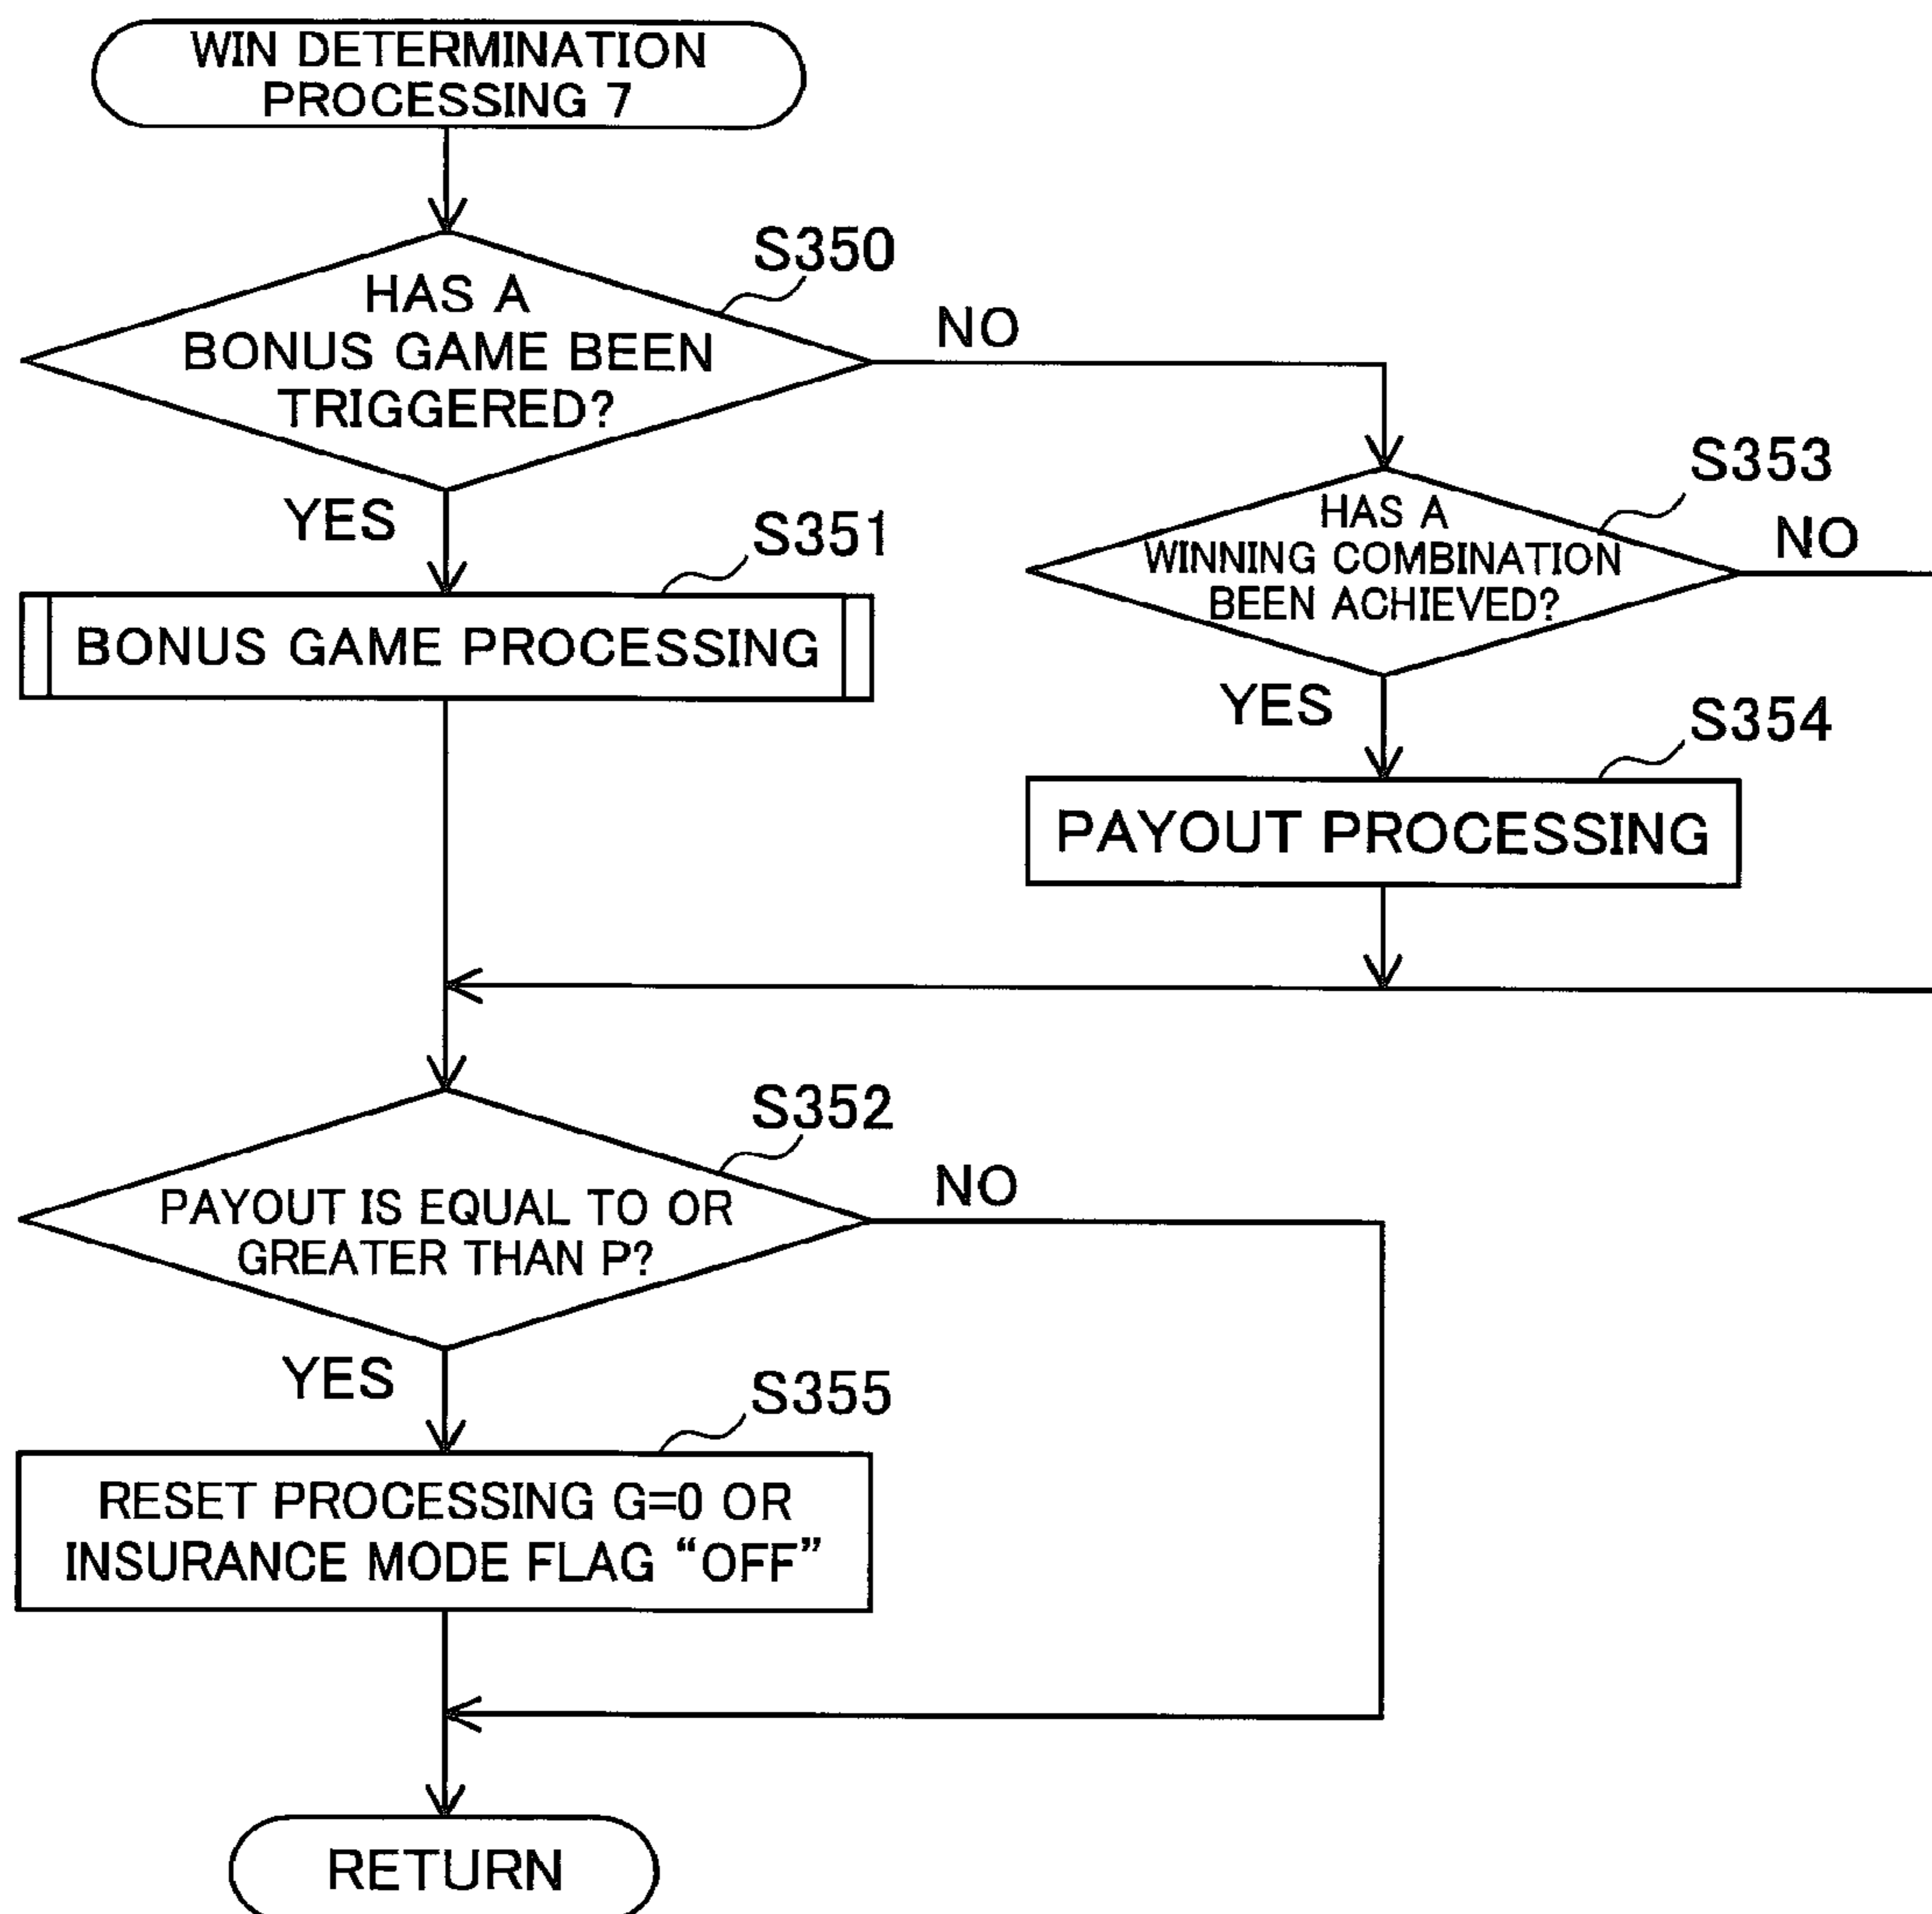 WIN DETERMINATION
PROCESSING 7
S350
HAS A
BONUS GAME BEEN
TRIGGERED?
NO
YES
S351
BONUS GAME PROCESSING
S353
HAS A
WINNING COMBINATION
BEEN ACHIEVED?
NO
YES
S354
PAYOUT PROCESSING
S352
PAYOUT IS EQUAL TO OR
GREATER THAN P?
NO
YES
S355
RESET PROCESSING G=0 OR
INSURANCE MODE FLAG “OFF”
RETURN